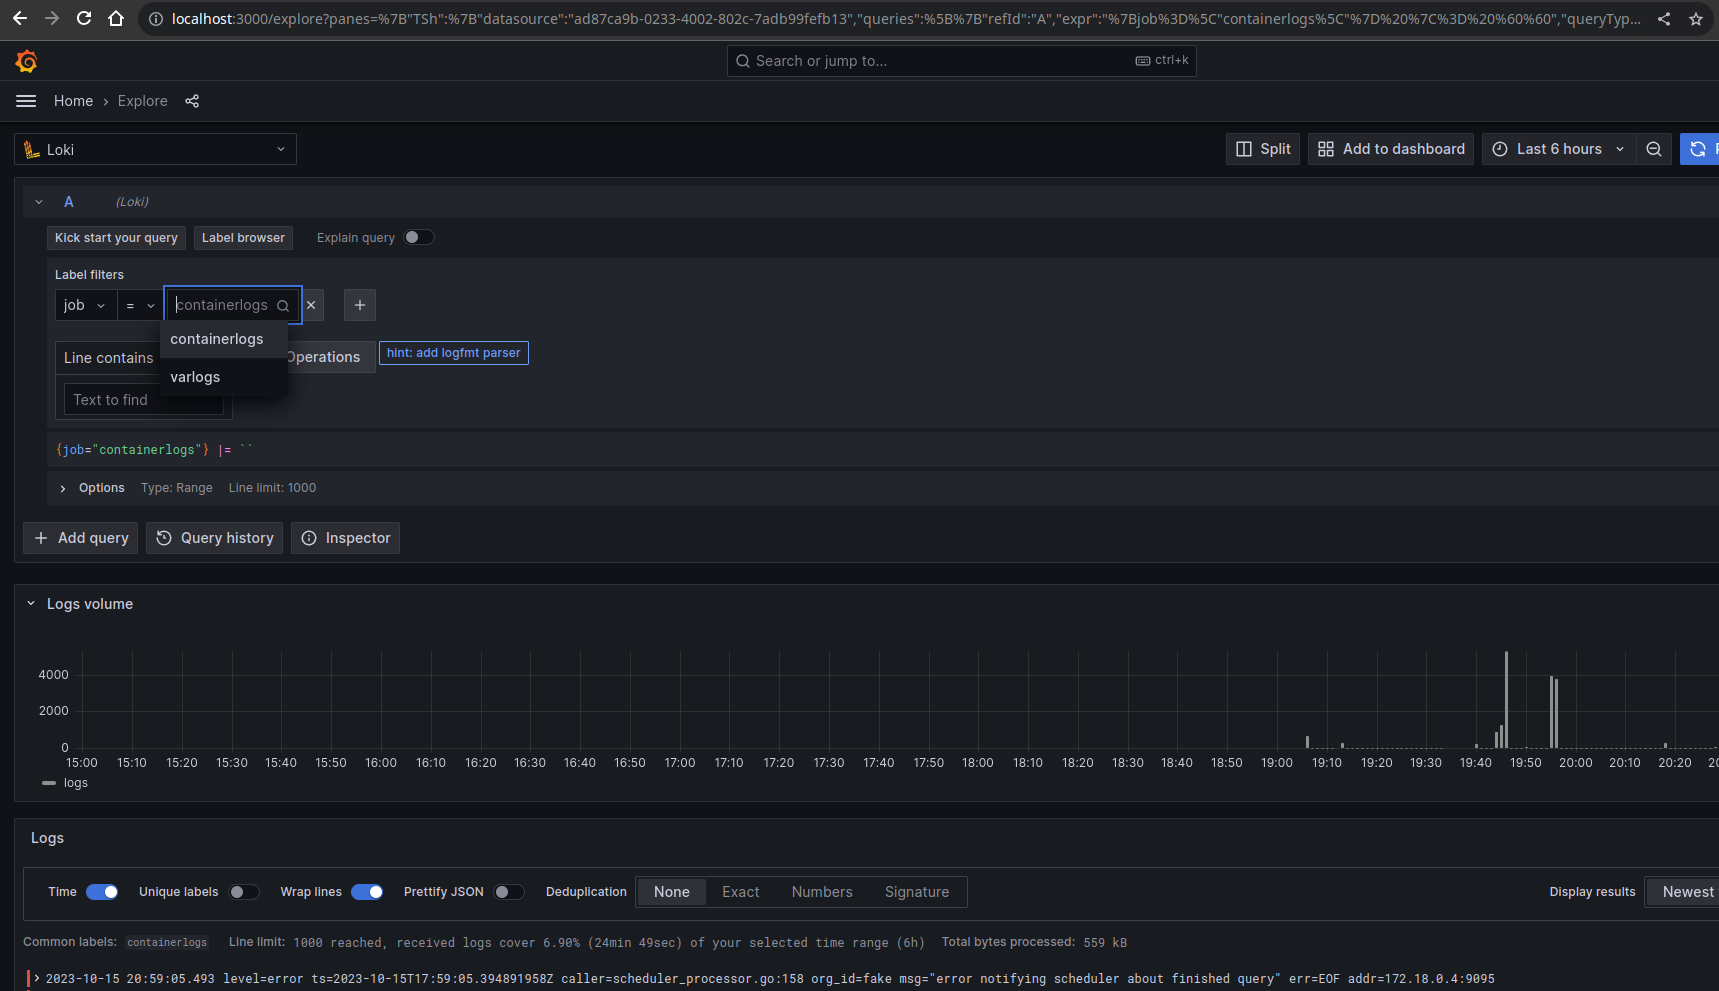 localhost:3000/explore?panes=%7B"TSh":%7B"datasource":"ad87ca9b-0233-4002-802c-7adb99fefb13","queries":%5B%7B"refId":"A","expr":"%7Bjob%3D%5C"containerlogs%5C"%7D%20%7C%3D%20%60%60","queryTyp...
Search or jump to...
ctrl+k
Home › Explore
Loki
Split
Add to dashboard
Last 6 hours
A (Loki)
Kick start your query
Label browser
Explain query
Label filters
job = containerlogs
containerlogs
varlogs
Line contains
Operations
hint: add logfmt parser
Text to find
{job="containerlogs"} |= ``
Options Type: Range Line limit: 1000
+ Add query
Query history
Inspector
Logs volume
4000
2000
0
15:00 15:10 15:20 15:30 15:40 15:50 16:00 16:10 16:20 16:30 16:40 16:50 17:00 17:10 17:20 17:30 17:40 17:50 18:00 18:10 18:20 18:30 18:40 18:50 19:00 19:10 19:20 19:30 19:40 19:50 20:00 20:10 20:20 20
logs
Logs
Time Unique labels Wrap lines Prettify JSON Deduplication None Exact Numbers Signature Display results Newest
Common labels: containerlogs Line limit: 1000 reached, received logs cover 6.90% (24min 49sec) of your selected time range (6h) Total bytes processed: 559 kB
2023-10-15 20:59:05.493 level=error ts=2023-10-15T17:59:05.394891958Z caller=scheduler_processor.go:158 org_id=fake msg="error notifying scheduler about finished query" err=EOF addr=172.18.0.4:9095